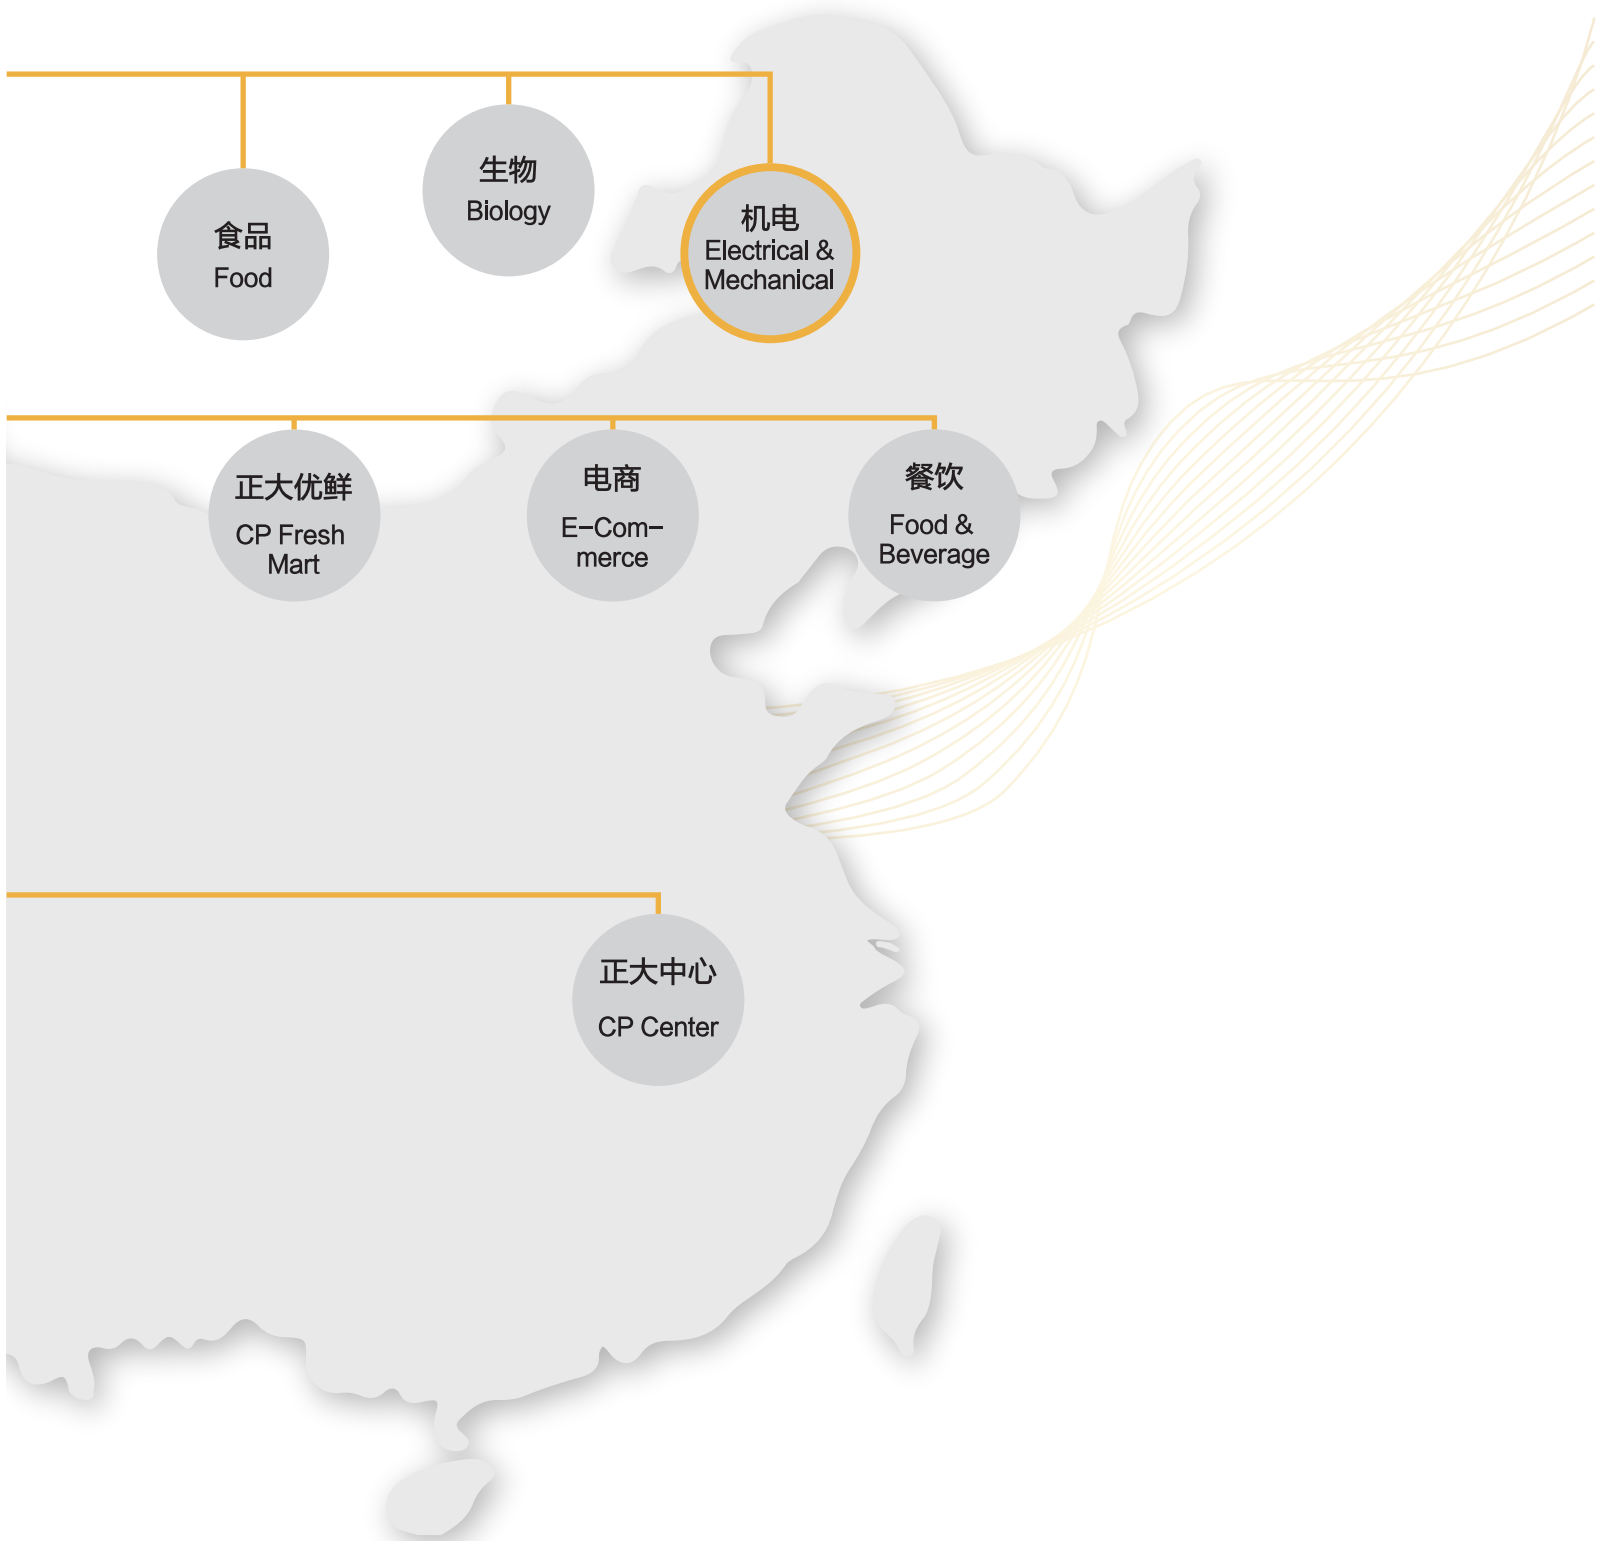 食品
Food
生物
Biology
机电
Electrical &
Mechanical
正大优鲜
CP Fresh
Mart
电商
E-Com-
merce
餐饮
Food &
Beverage
正大中心
CP Center